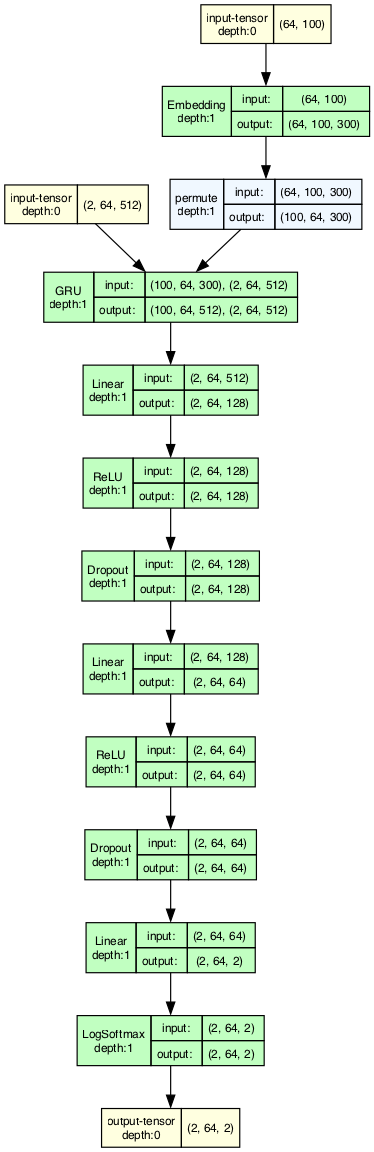 input-tensor
depth:0
(64, 100)
Embedding
depth:1
input:
(64, 100)
output:
(64, 100, 300)
input-tensor
depth:0
(2, 64, 512)
permute
depth:1
input:
(64, 100, 300)
output:
(100, 64, 300)
GRU
depth:1
input:
(100, 64, 300), (2, 64, 512)
output:
(100, 64, 512), (2, 64, 512)
Linear
depth:1
input:
(2, 64, 512)
output:
(2, 64, 128)
ReLU
depth:1
input:
(2, 64, 128)
output:
(2, 64, 128)
Dropout
depth:1
input:
(2, 64, 128)
output:
(2, 64, 128)
Linear
depth:1
input:
(2, 64, 128)
output:
(2, 64, 64)
ReLU
depth:1
input:
(2, 64, 64)
output:
(2, 64, 64)
Dropout
depth:1
input:
(2, 64, 64)
output:
(2, 64, 64)
Linear
depth:1
input:
(2, 64, 64)
output:
(2, 64, 2)
LogSoftmax
depth:1
input:
(2, 64, 2)
output:
(2, 64, 2)
output-tensor
depth:0
(2, 64, 2)